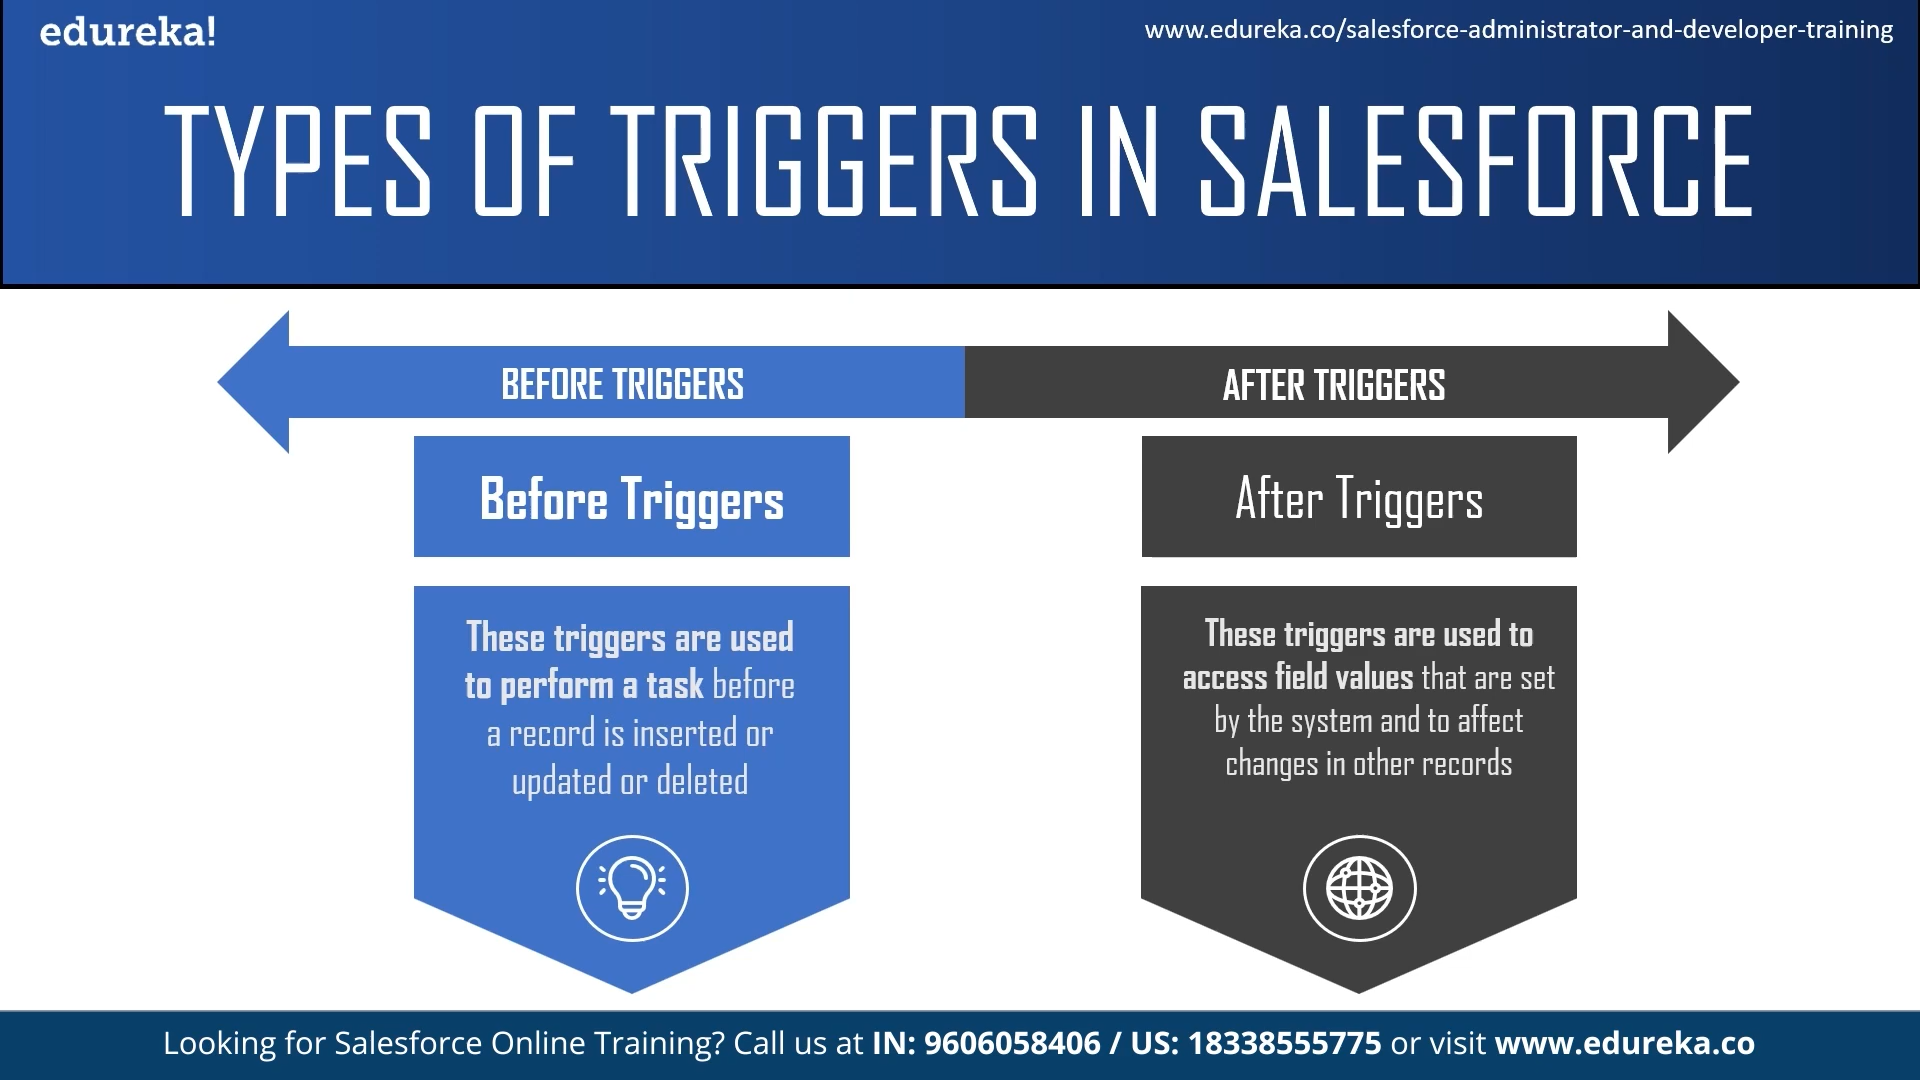 edureka!
www.edureka.co/salesforce-administrator-and-developer-training
TYPES OF TRIGGERS IN SALESFORCE
BEFORE TRIGGERS
AFTER TRIGGERS
Before Triggers
These triggers are used
to perform a task before
a record is inserted or
updated or deleted
After Triggers
These triggers are used to
access field values that are set
by the system and to affect
changes in other records
Looking for Salesforce Online Training? Call us at IN: 9606058406 / US: 18338555775 or visit www.edureka.co